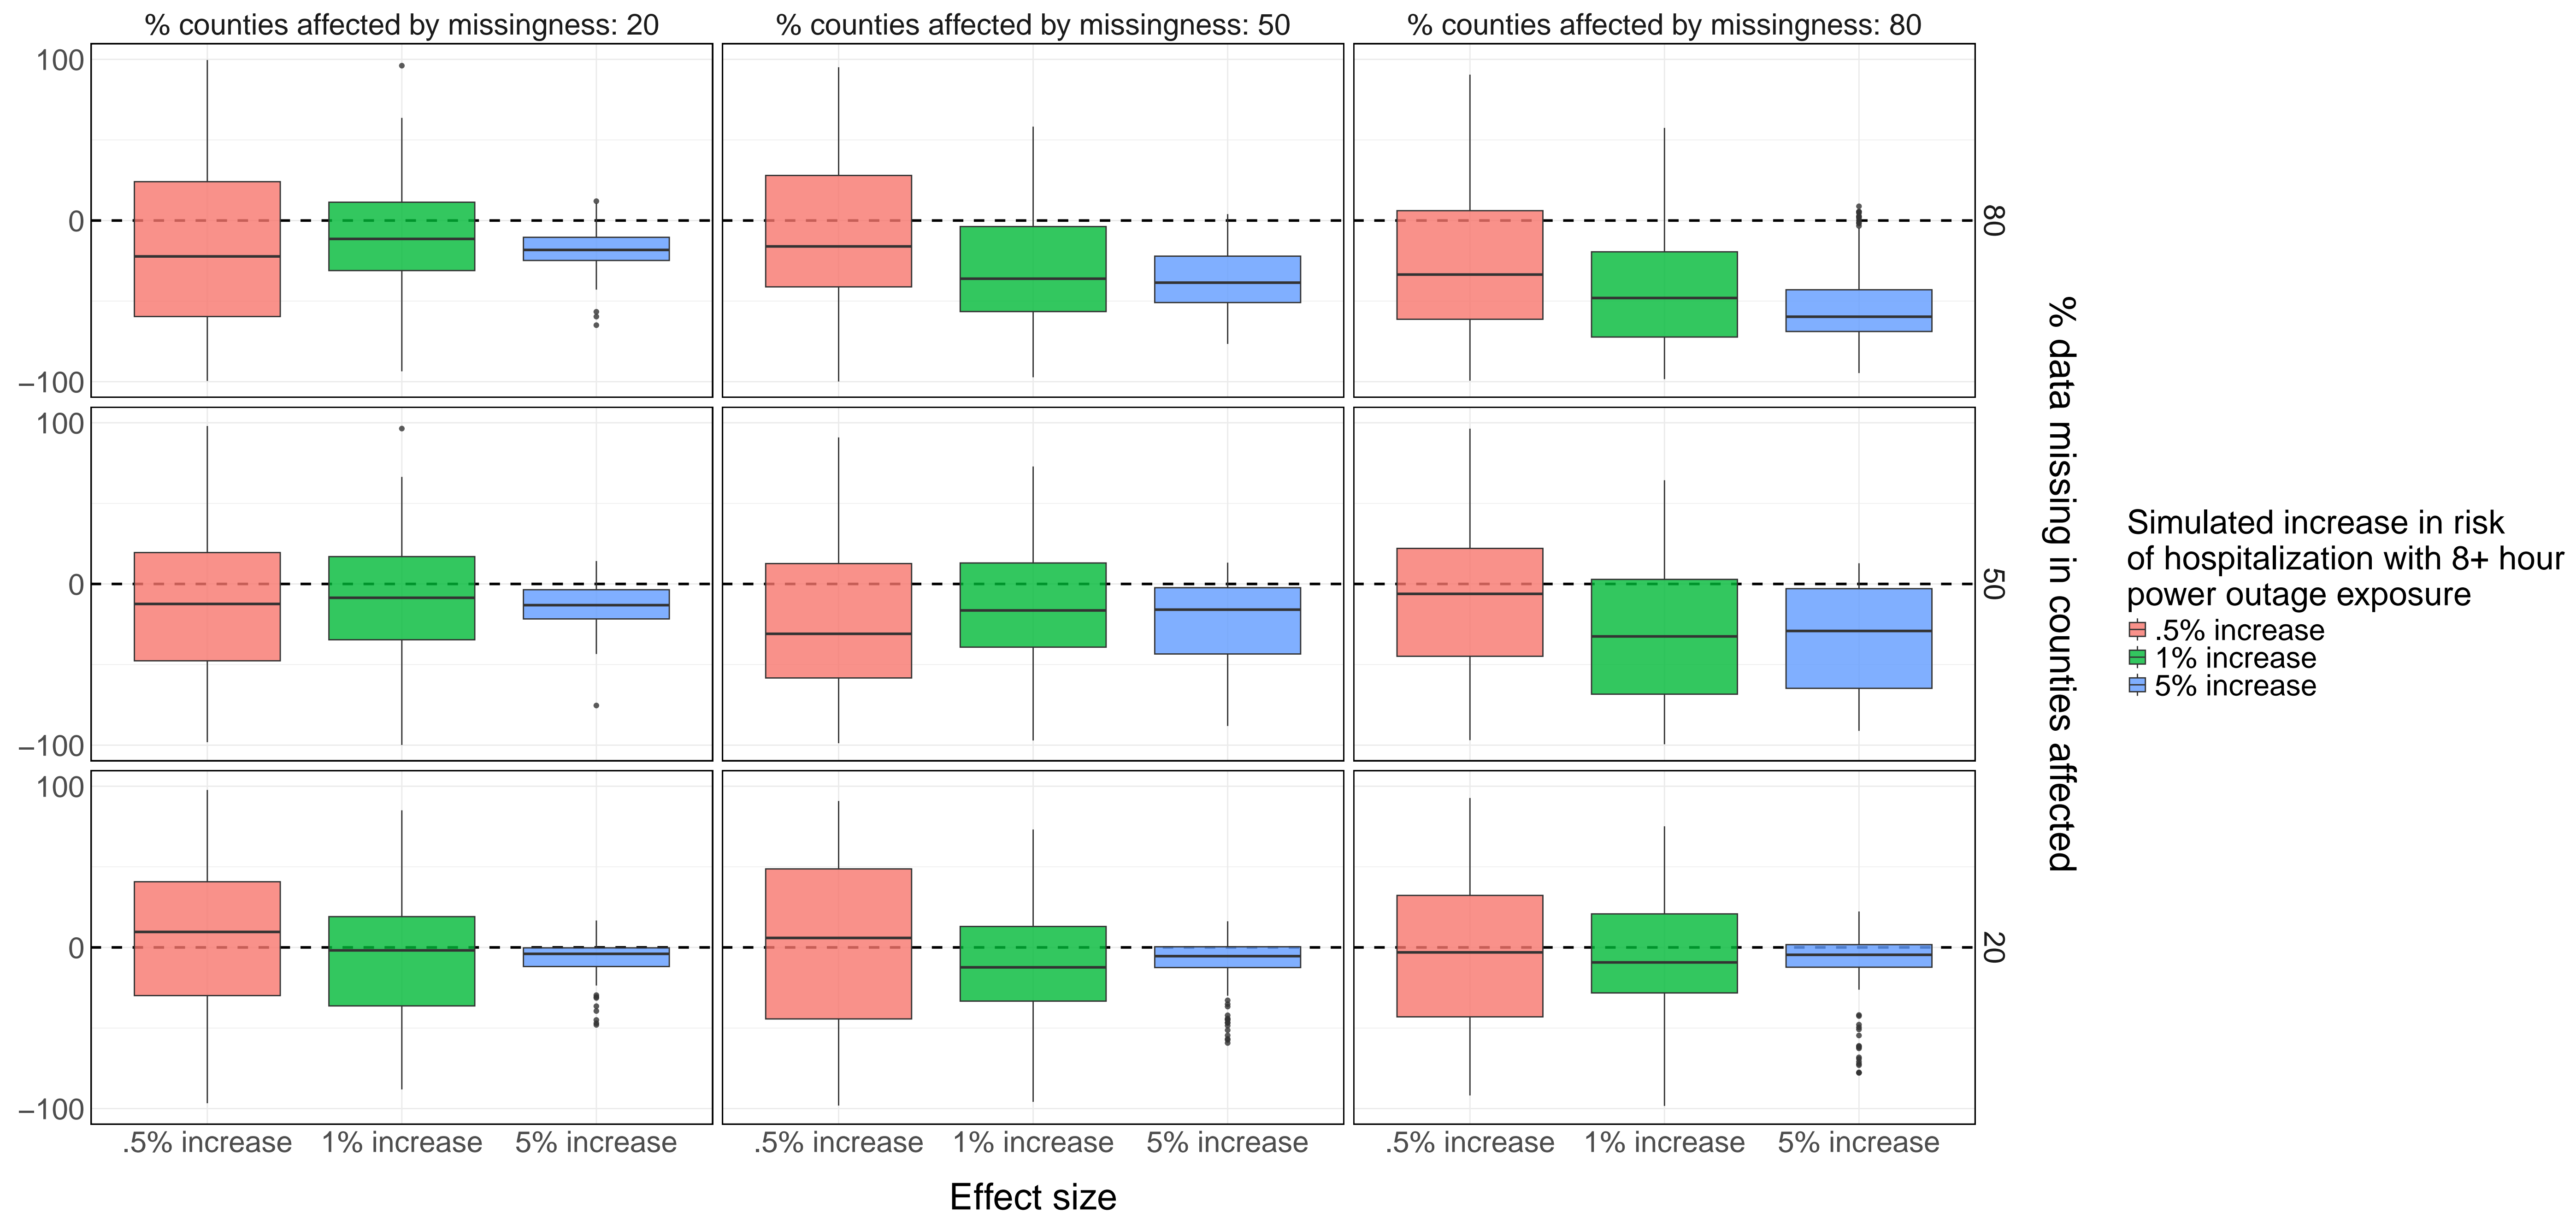 % counties affected by missingness: 20
% counties affected by missingness: 50
% counties affected by missingness: 80
100
0
−100
80
100
0
−100
50
100
0
−100
20
.5% increase
1% increase
5% increase
.5% increase
1% increase
5% increase
.5% increase
1% increase
5% increase
Effect size
% data missing in counties affected
Simulated increase in risk
of hospitalization with 8+ hour
power outage exposure
.5% increase
1% increase
5% increase